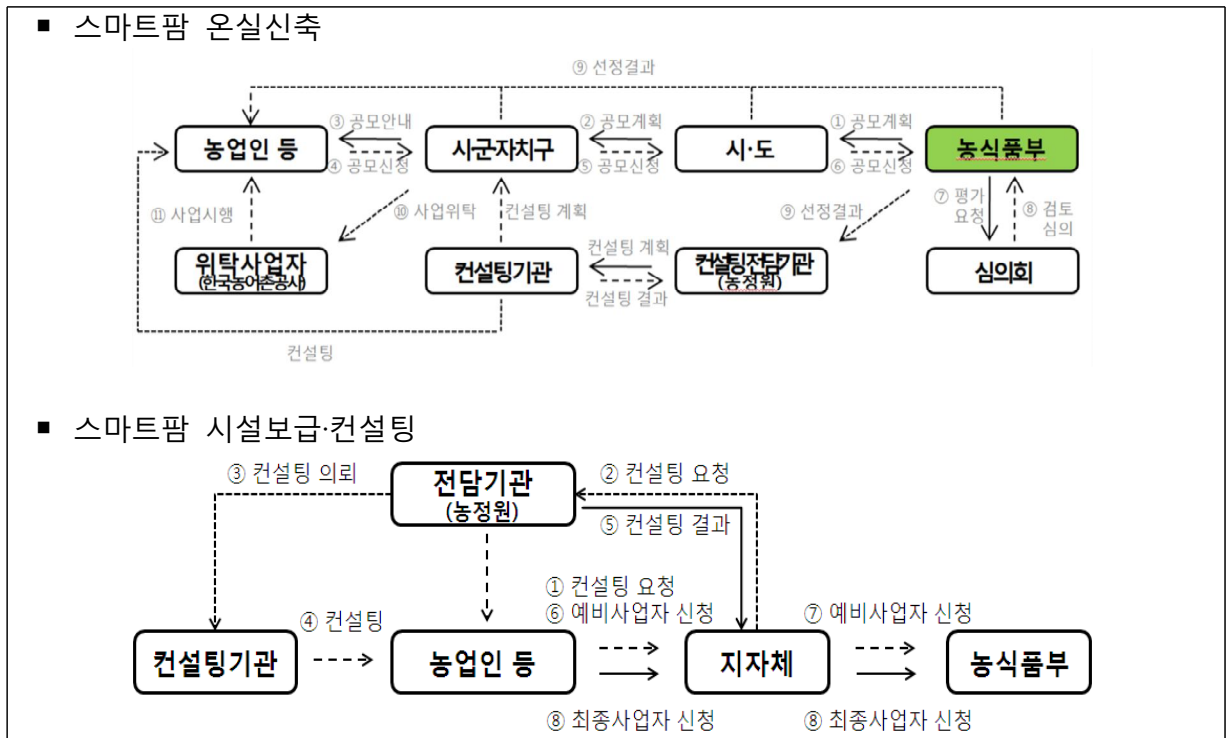 ■ 스마트팜 온실신축
⑨ 선정결과
③ 공모안내
② 공모계획
① 공모계획
농업인 등
시군·자치구
시·도
농식품부
④ 공모신청
⑤ 공모신청
⑥ 공모신청
⑦ 평가
요청
⑧ 검토
심의
⑪ 사업시행
⑩ 사업위탁
컨설팅 계획
⑨ 선정결과
위탁사업자
(한국농어촌공사)
컨설팅기관
컨설팅 계획
컨설팅 결과
컨설팅전담기관
(농정원)
심의회
컨설팅
■ 스마트팜 시설보급·컨설팅
③ 컨설팅 의뢰
전담기관
(농정원)
② 컨설팅 요청
⑤ 컨설팅 결과
① 컨설팅 요청
⑥ 예비사업자 신청
⑦ 예비사업자 신청
④ 컨설팅
컨설팅기관
농업인 등
지자체
농식품부
⑧ 최종사업자 신청
⑧ 최종사업자 신청